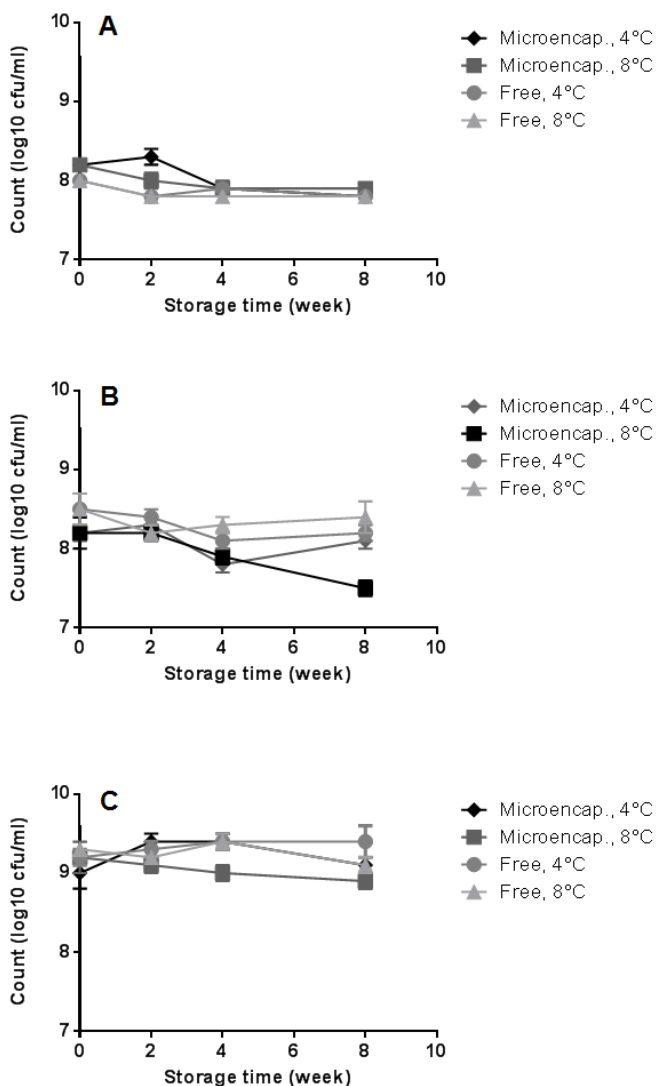 A
10
9
8
7
0
2
4
6
8
10
Count (log10 cfu/ml)
Storage time (week)
Microencap., 4°C
Microencap., 8°C
Free, 4°C
Free, 8°C
B
10
9
8
7
0
2
4
6
8
10
Count (log10 cfu/ml)
Storage time (week)
Microencap., 4°C
Microencap., 8°C
Free, 4°C
Free, 8°C
C
10
9
8
7
0
2
4
6
8
10
Count (log10 cfu/ml)
Storage time (week)
Microencap., 4°C
Microencap., 8°C
Free, 4°C
Free, 8°C